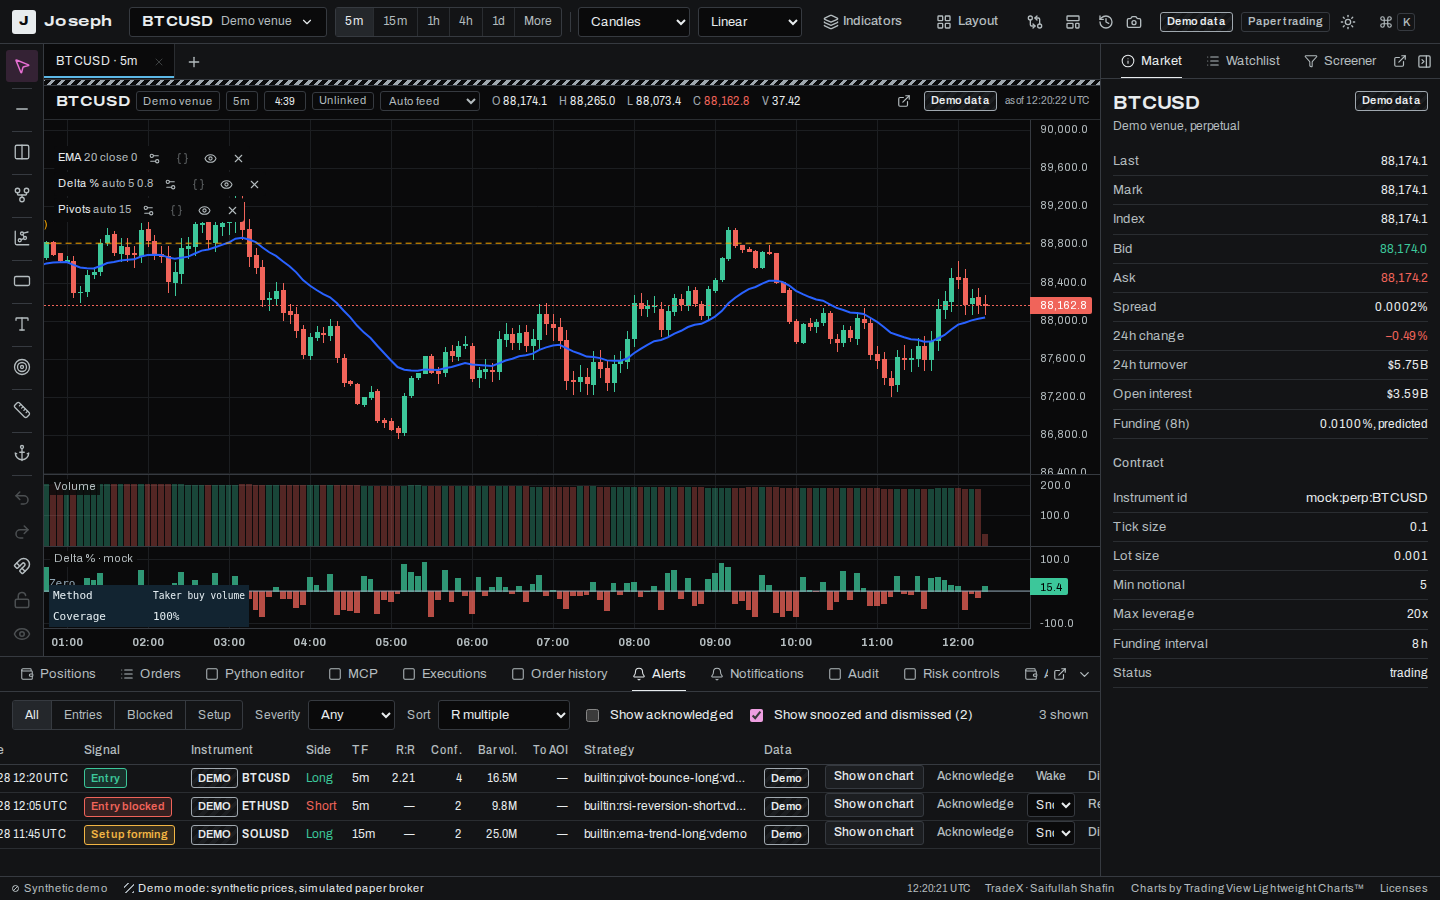 J Joseph BTCUSD Demo venue 5m 15m 1h 4h 1d More Candles Linear Indicators Layout Demo data Paper trading ⌘ K
BTCUSD · 5m
BTCUSD Demo venue 5m 4:39 Unlinked Auto feed O 88,174.1 H 88,265.0 L 88,073.4 C 88,162.8 V 37.42 Demo data as of 12:20:22 UTC
EMA 20 close 0
Delta % auto 5 0.8
Pivots auto 15
90,000.0
89,600.0
89,200.0
88,800.0
88,400.0
88,162.8
88,000.0
87,600.0
87,200.0
86,800.0
86,400.0
Volume
200.0
100.0
Delta % · mock
100.0
Zero
15.4
-100.0
Method Taker buy volume
Coverage 100%
01:00 02:00 03:00 04:00 05:00 06:00 07:00 08:00 09:00 10:00 11:00 12:00
Market Watchlist Screener
BTCUSD Demo data
Demo venue, perpetual
Last 88,174.1
Mark 88,174.1
Index 88,174.1
Bid 88,174.0
Ask 88,174.2
Spread 0.0002%
24h change −0.49%
24h turnover $5.75B
Open interest $3.59B
Funding (8h) 0.0100%, predicted
Contract
Instrument id mock:perp:BTCUSD
Tick size 0.1
Lot size 0.001
Min notional 5
Max leverage 20x
Funding interval 8h
Status trading
Positions Orders Python editor MCP Executions Order history Alerts Notifications Audit Risk controls
All Entries Blocked Setup Severity Any Sort R multiple Show acknowledged Show snoozed and dismissed (2) 3 shown
Signal Instrument Side TF R:R Conf. Bar vol. To AOI Strategy Data
28 12:20 UTC Entry DEMO BTCUSD Long 5m 2.21 4 16.5M — builtin:pivot-bounce-long:vd... Demo Show on chart Acknowledge Wake Di
28 12:05 UTC Entry blocked DEMO ETHUSD Short 5m — 2 9.8M — builtin:rsi-reversion-short:vd... Demo Show on chart Acknowledge Sn Re
28 11:45 UTC Setup forming DEMO SOLUSD Long 15m — 2 25.0M — builtin:ema-trend-long:vdemo Demo Show on chart Acknowledge Sn Di
Synthetic demo Demo mode: synthetic prices, simulated paper broker 12:20:21 UTC TradeX · Saifullah Shafin Charts by TradingView Lightweight Charts™ Licenses